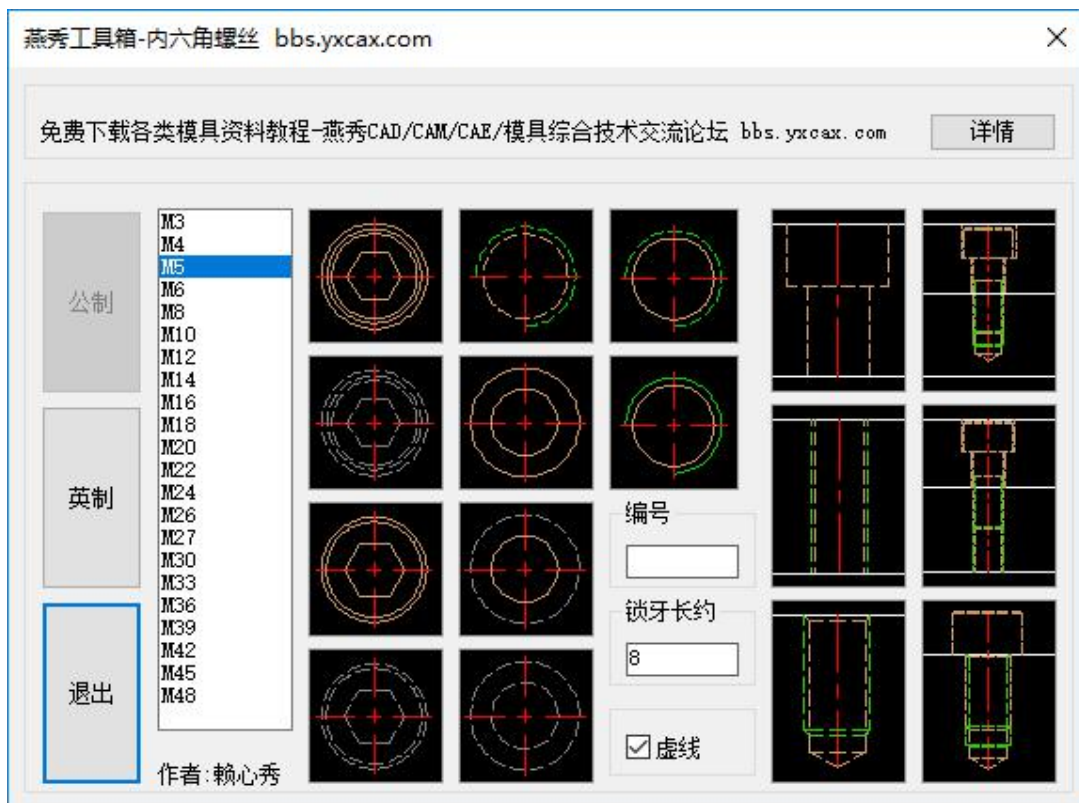 燕秀工具箱-内六角螺丝 bbs.yxcax.com
免费下载各类模具资料教程-燕秀CAD/CAM/CAE/模具综合技术交流论坛 bbs.yxcax.com
详情
公制
英制
退出
M3
M4
M5
M6
M8
M10
M12
M14
M16
M18
M20
M22
M24
M26
M27
M30
M33
M36
M39
M42
M45
M48
作者:赖心秀
编号
锁牙长约
8
虚线